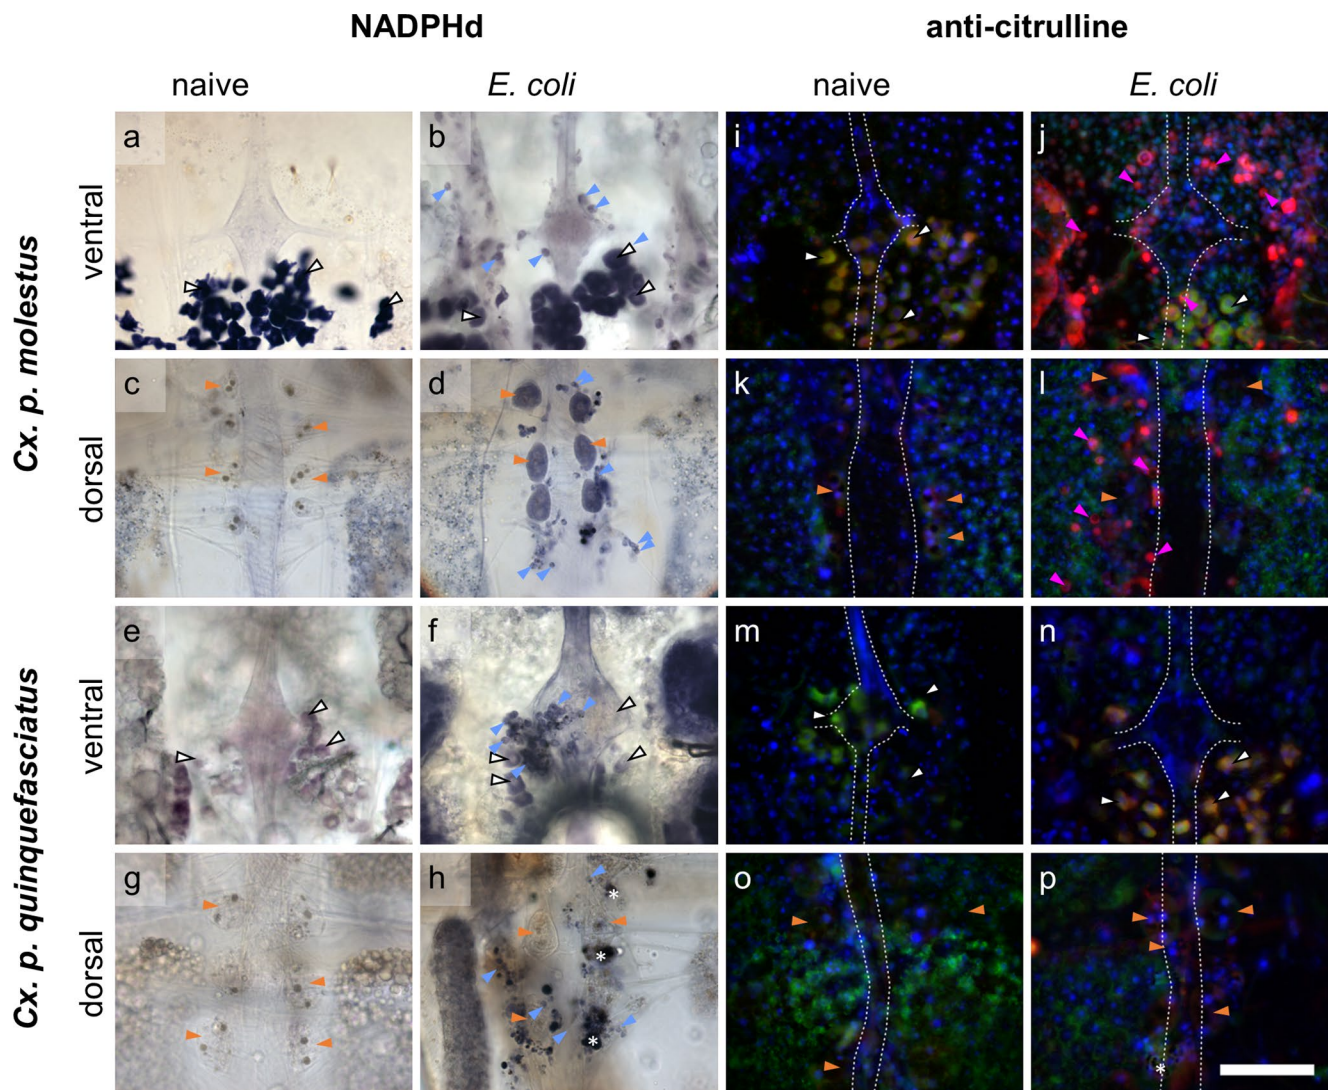 NADPHd anti-citrulline
naive E. coli naive E. coli
Cx. p. molestus
ventral
a b i j
dorsal
c d k l
Cx. p. quinquefasciatus
ventral
e f m n
dorsal
g h o p
* * * *